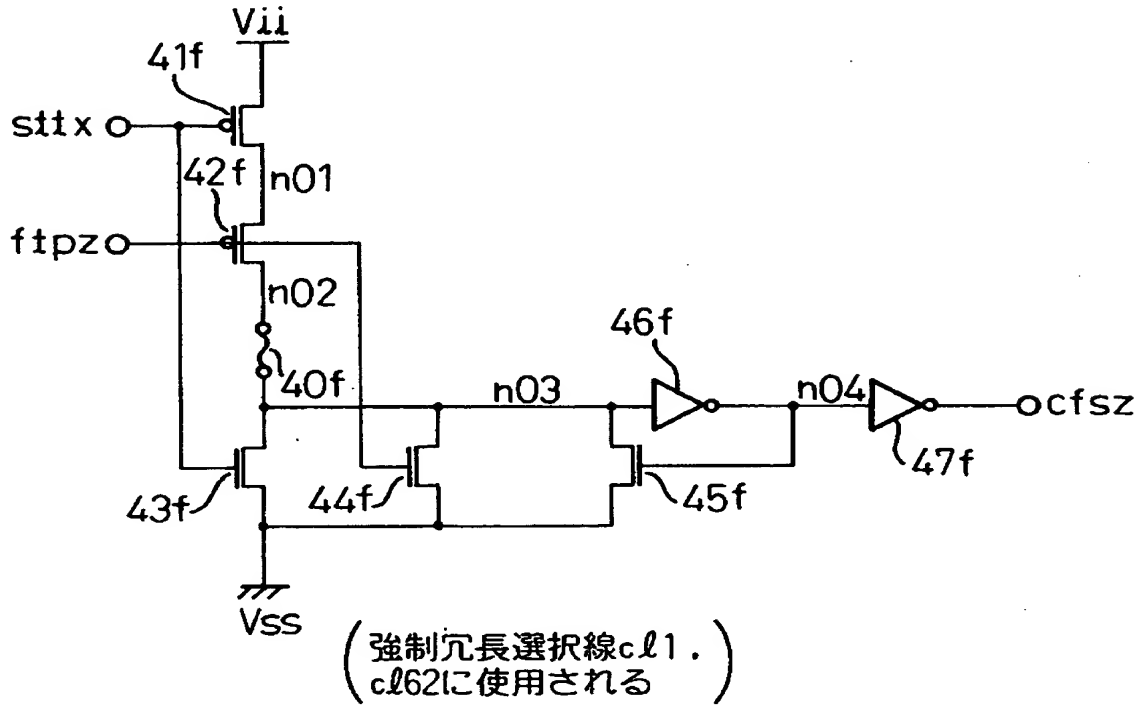 Vii
41f
sttx
42f
n01
ftpz
n02
46f
40f
n03
n04
cfsz
47f
43f
44f
45f
Vss
(強制冗長選択線cℓ1.
cℓ62に使用される)